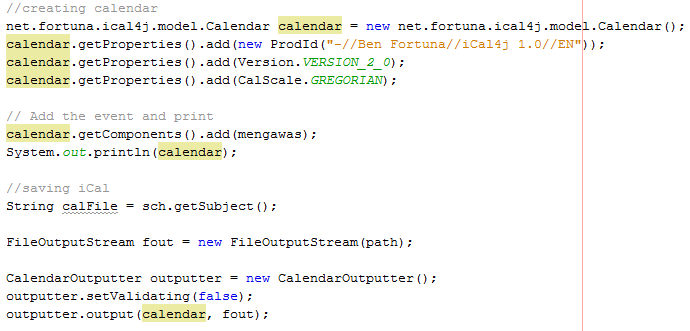 //creating calendar
net.fortuna.ical4j.model.Calendar calendar = new net.fortuna.ical4j.model.Calendar();
calendar.getProperties().add(new ProdId("-//Ben Fortuna//iCal4j 1.0//EN"));
calendar.getProperties().add(Version.VERSION_2_0);
calendar.getProperties().add(CalScale.GREGORIAN);
// Add the event and print
calendar.getComponents().add(mengawas);
System.out.println(calendar);
//saving iCal
String calFile = sch.getSubject();
FileOutputStream fout = new FileOutputStream(path);
CalendarOutputter outputter = new CalendarOutputter();
outputter.setValidating(false);
outputter.output(calendar, fout);